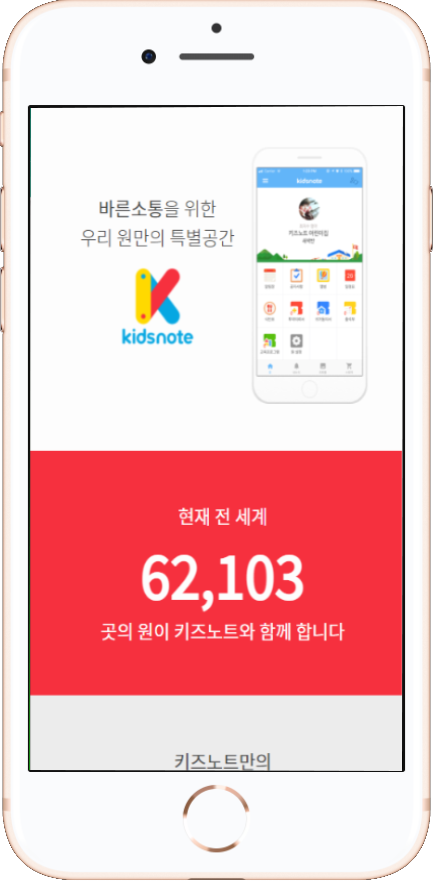 바른소통을 위한
우리 원만의 특별공간
kidsnote
kidsnote
키즈노트 어린이집
현재 전 세계
62,103
곳의 원이 키즈노트와 함께 합니다
키즈노트만의